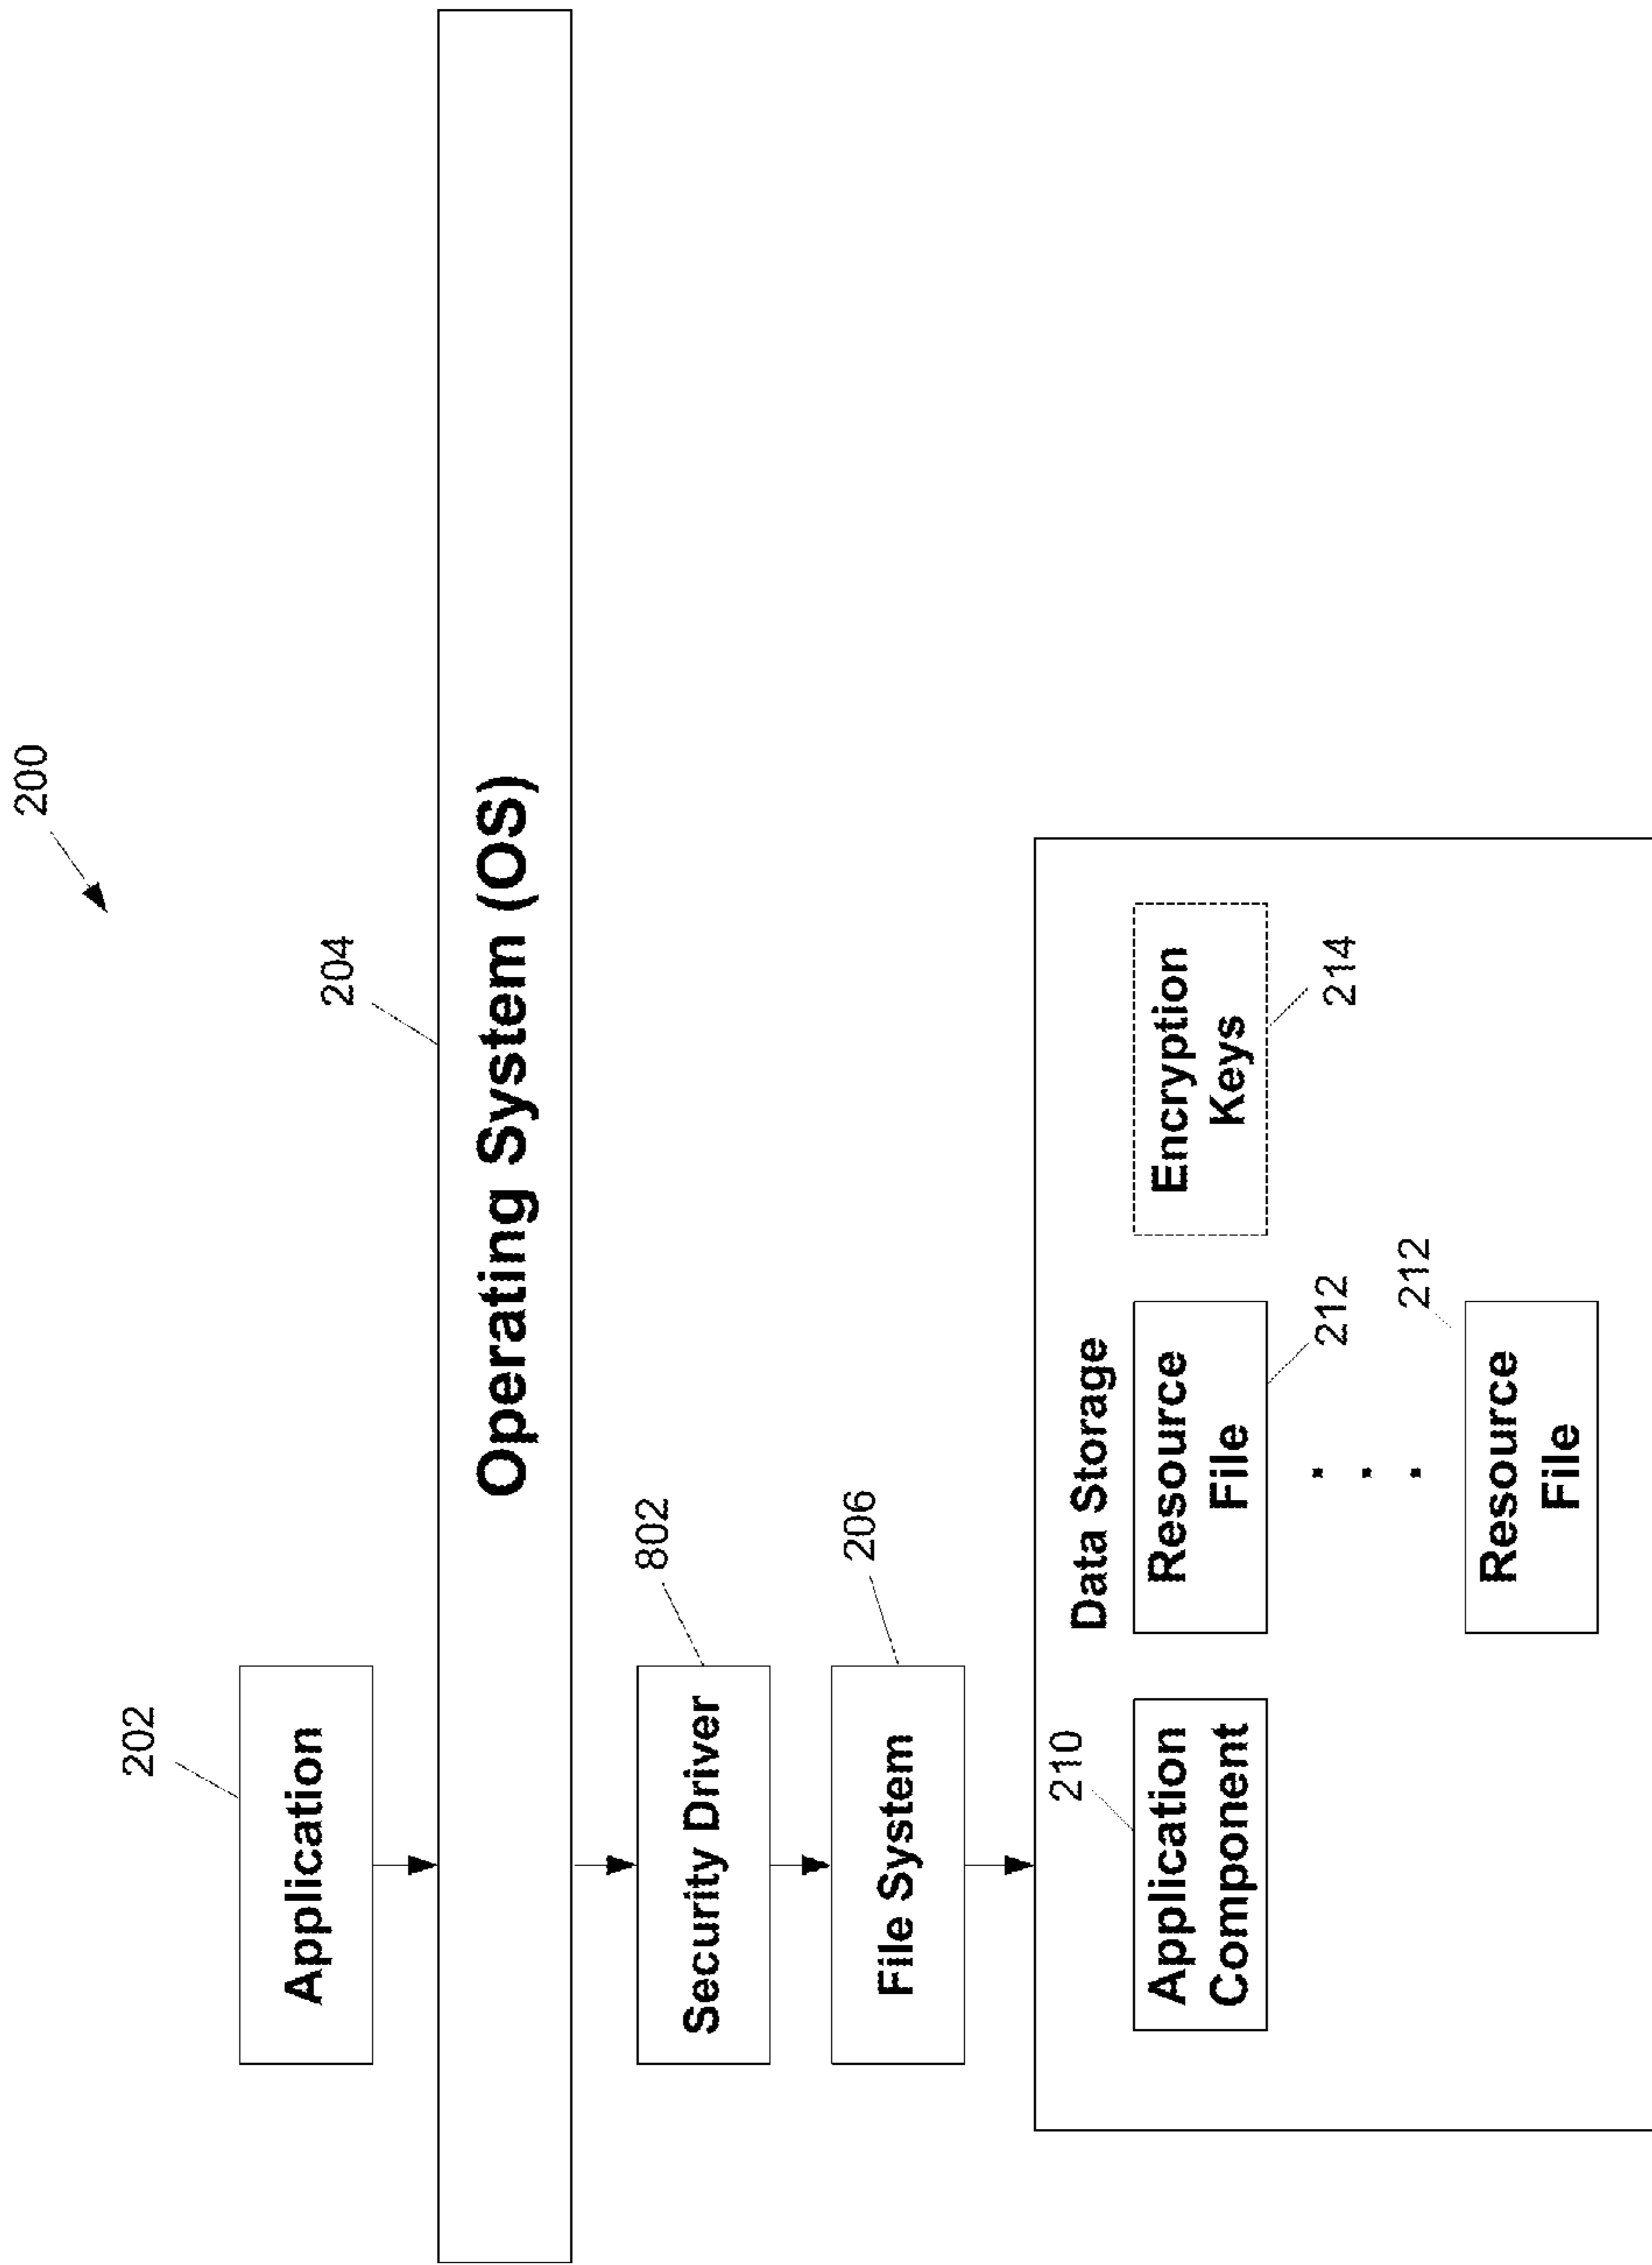 200
202
Application
204
Operating System (OS)
802
Security Driver
206
File System
Data Storage
210
Application
Component
Resource
File
212
Encryption
Keys
214
. . .
212
Resource
File